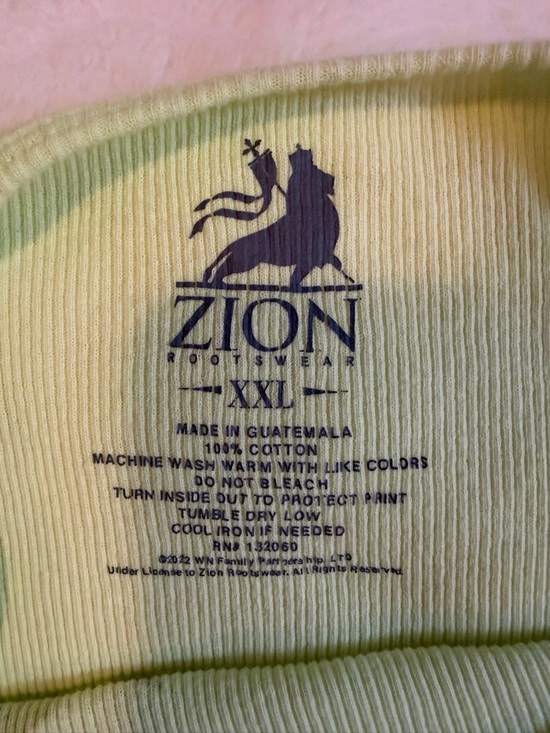 ZION
ROOTSWEAR
XXL
MADE IN GUATEMALA
100% COTTON
MACHINE WASH WARM WITH LIKE COLORS
DO NOT BLEACH
TURN INSIDE OUT TO PROTECT PRINT
TUMBLE DRY LOW
COOL IRON IF NEEDED
RN# 132060
©2022 WN Family Partnership, LTD
Under License to Zion Rootswear. All Rights Reserved.